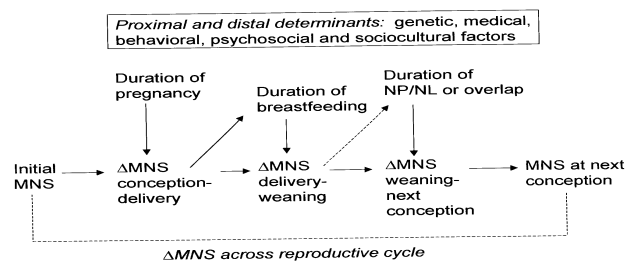 Proximal and distal determinants: genetic, medical,
behavioral, psychosocial and sociocultural factors
Duration of
pregnancy
Duration of
breastfeeding
Duration of
NP/NL or overlap
Initial
MNS
ΔMNS
conception-
delivery
ΔMNS
delivery-
weaning
ΔMNS
weaning-
next
conception
MNS at next
conception
ΔMNS across reproductive cycle